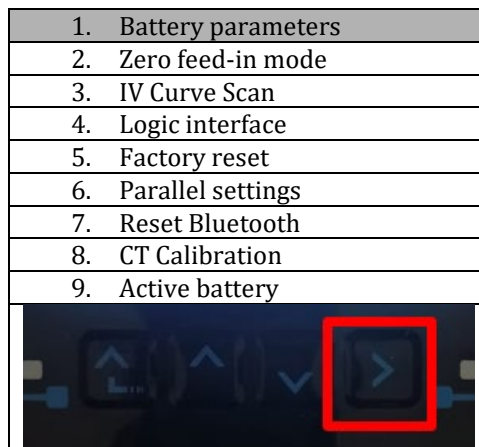 1. Battery parameters
2. Zero feed-in mode
3. IV Curve Scan
4. Logic interface
5. Factory reset
6. Parallel settings
7. Reset Bluetooth
8. CT Calibration
9. Active battery